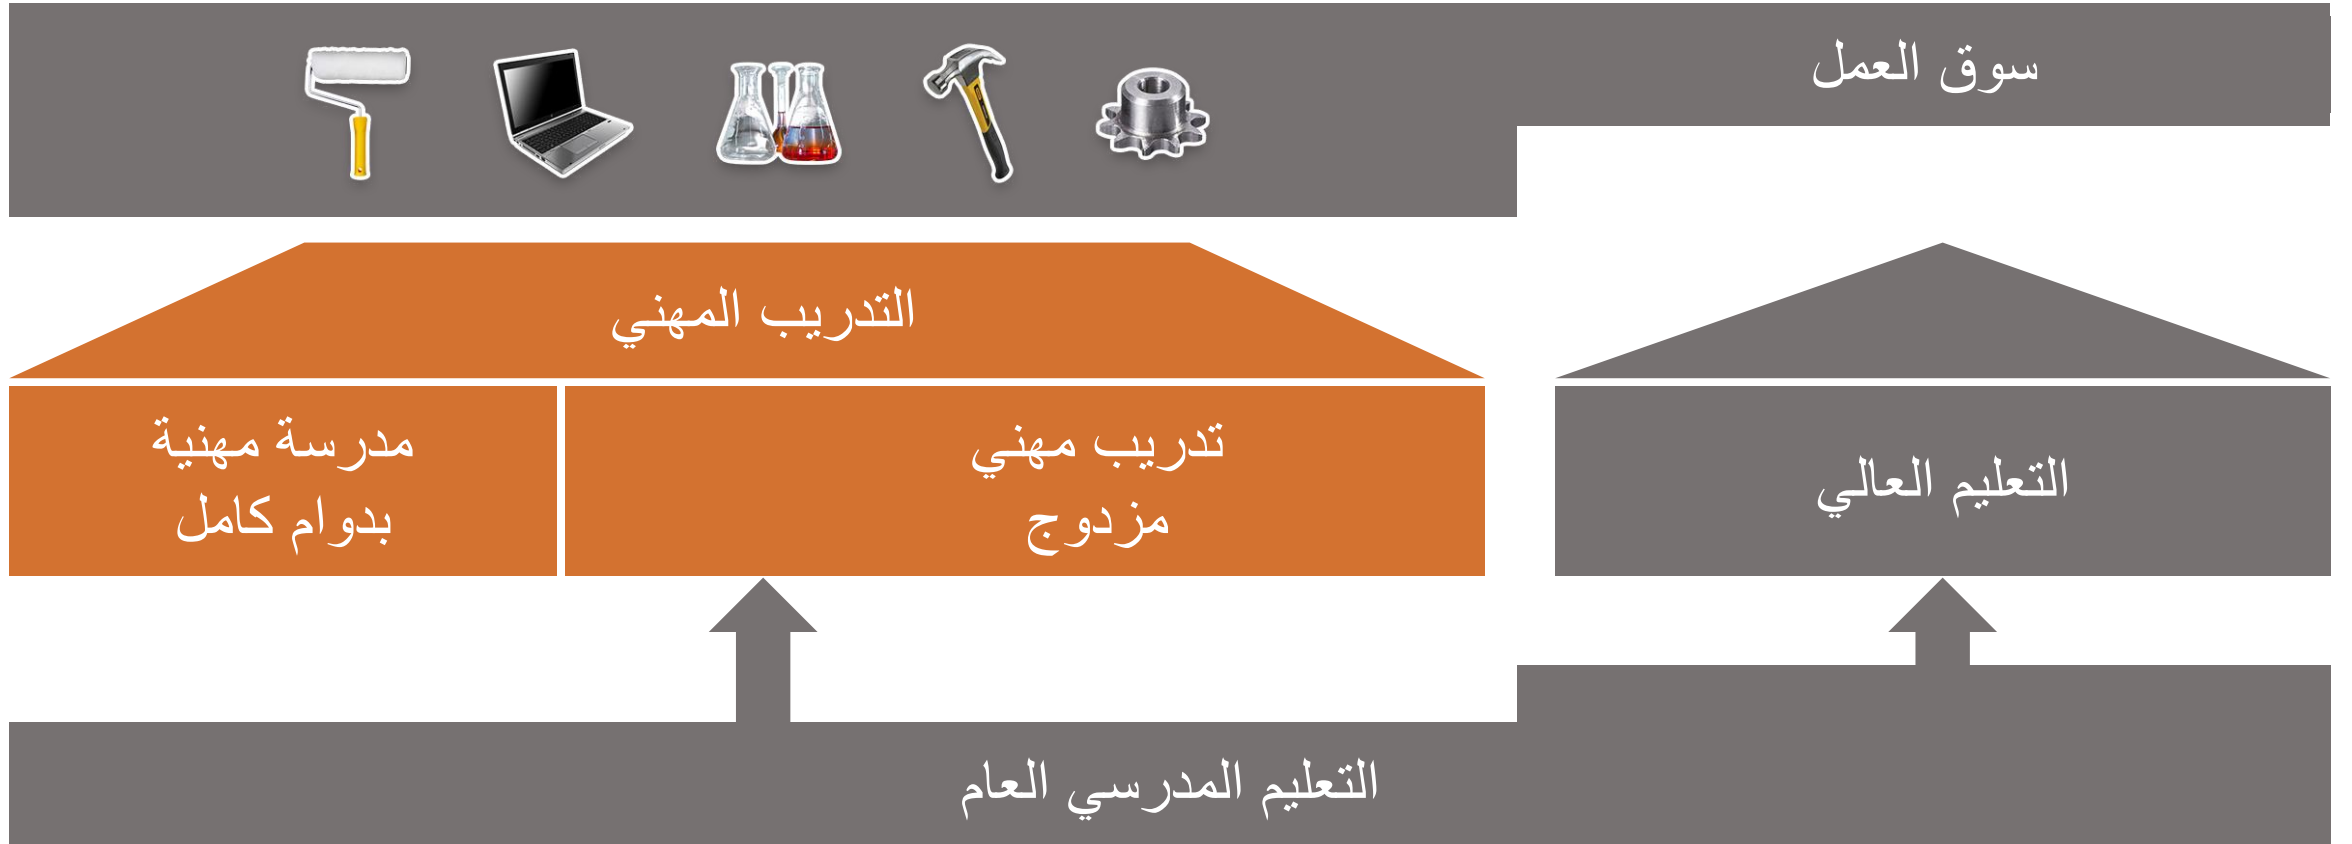 سوق العمل
التدريب المهني
تدريب مهني
مزدوج
مدرسة مهنية
بدوام كامل
التعليم العالي
التعليم المدرسي العام